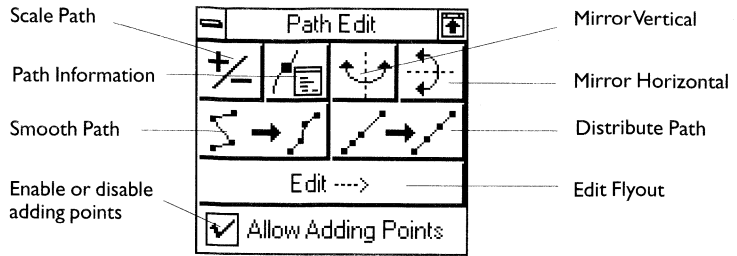 Scale Path
Path Edit
Mirror Vertical
Path Information
Mirror Horizontal
Smooth Path
Distribute Path
Enable or disable
adding points
Edit ---->
Edit Flyout
Allow Adding Points